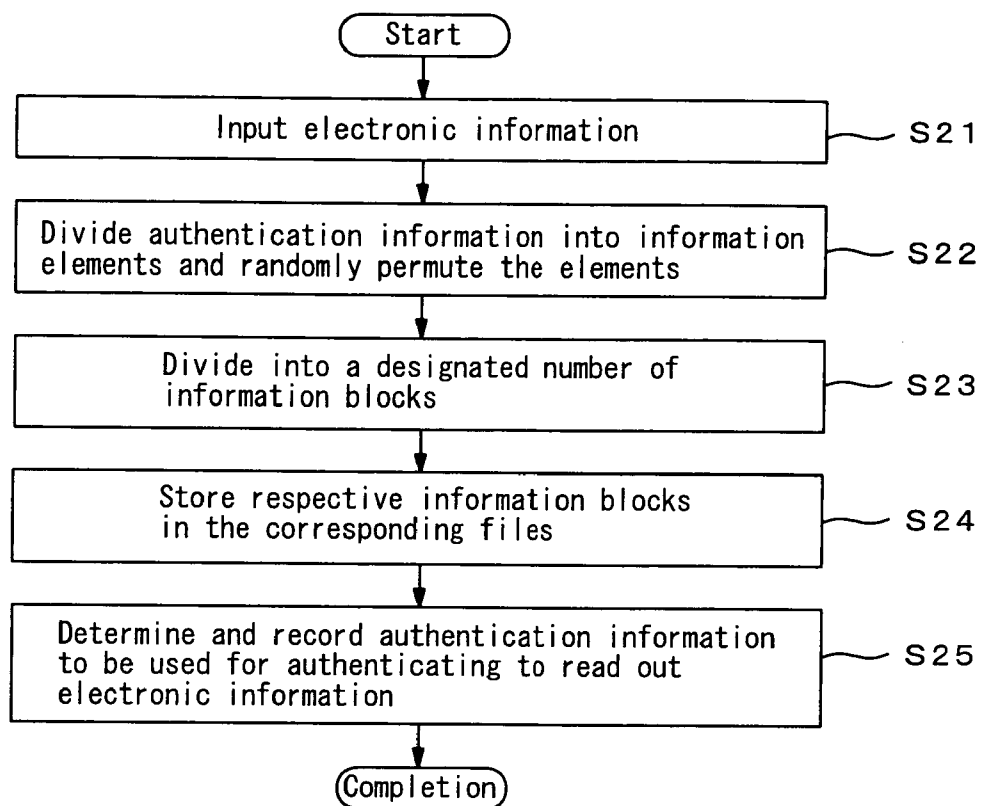 Start
Input electronic information
S21
Divide authentication information into information
elements and randomly permute the elements
S22
Divide into a designated number of
information blocks
S23
Store respective information blocks
in the corresponding files
S24
Determine and record authentication information
to be used for authenticating to read out
electronic information
S25
Completion